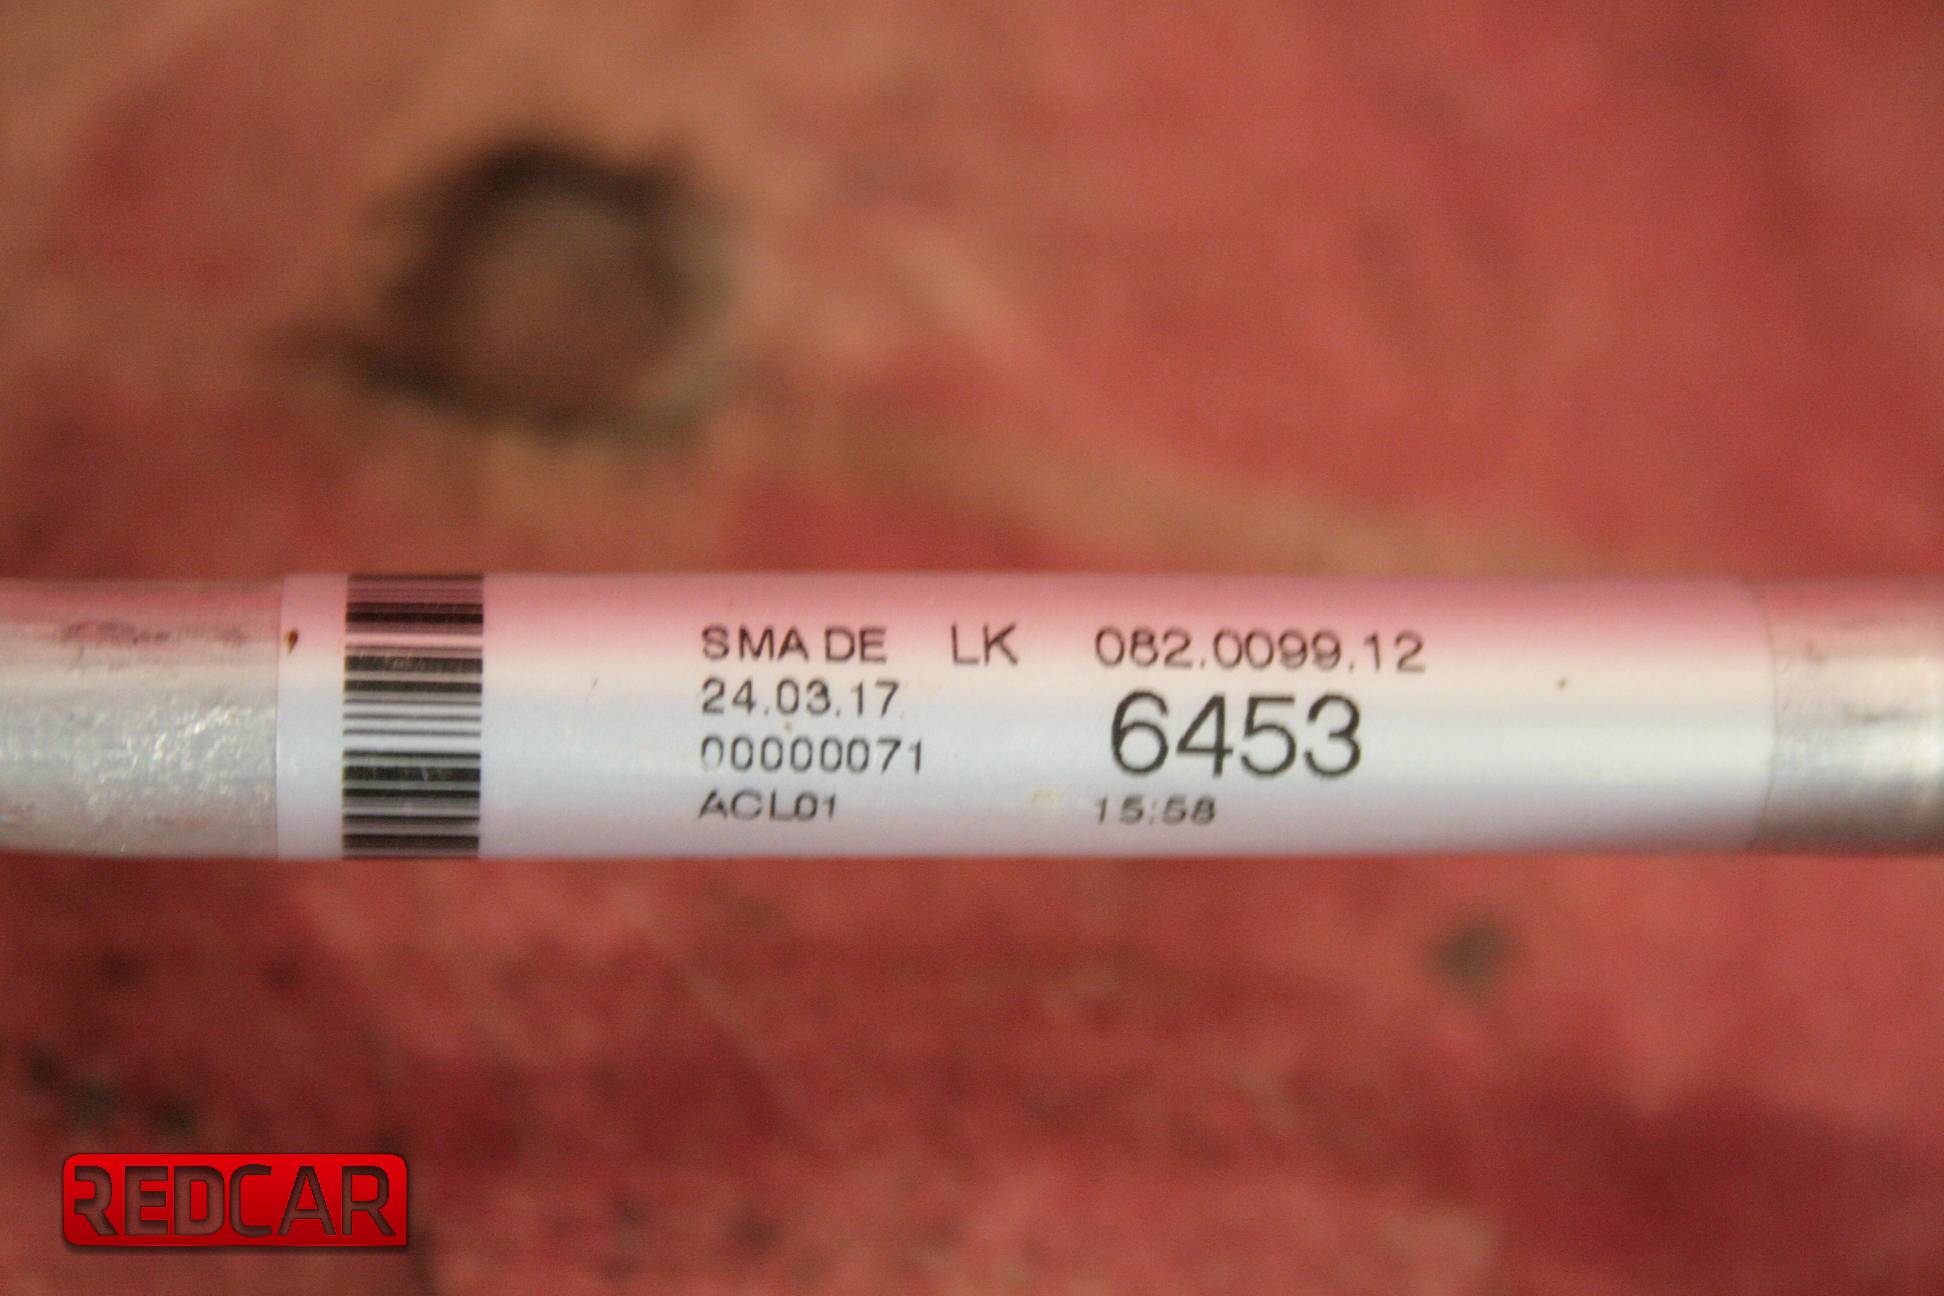 SMA DE LK 082.0099.12
24.03.17
00000071
6453
ACL01 15:58
REDCAR